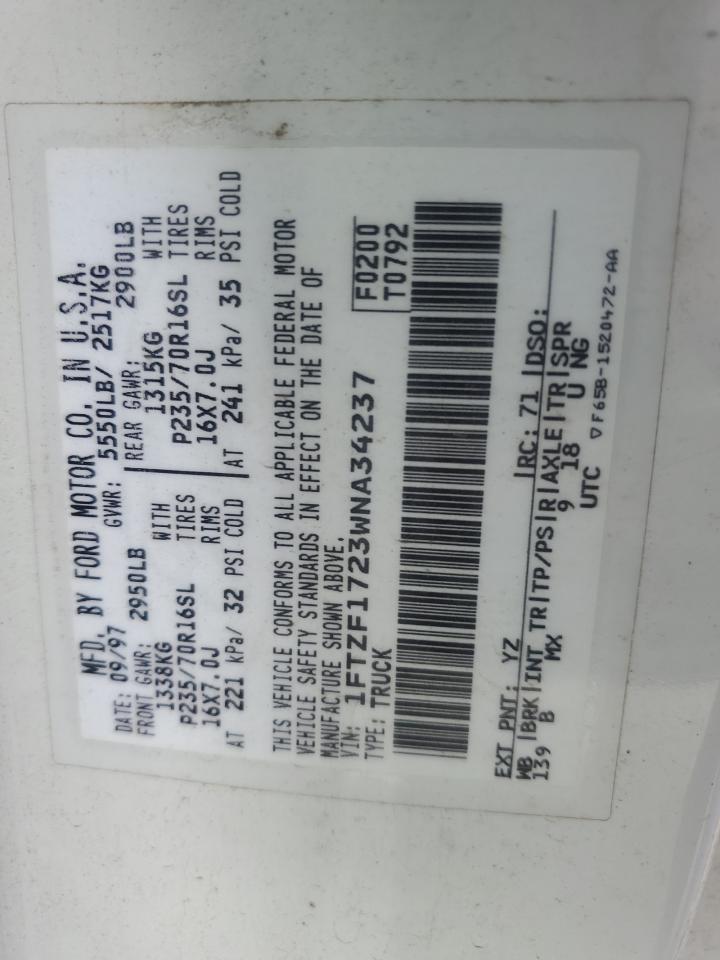 MFD. BY FORD MOTOR CO. IN U.S.A.
DATE: 09/97 GVWR: 5550LB/ 2517KG
FRONT GAWR: 2950LB REAR GAWR: 2900LB
1338KG WITH 1315KG WITH
P235/70R16SL TIRES P235/70R16SL TIRES
16X7.0J RIMS 16X7.0J RIMS
AT 221 kPa/ 32 PSI COLD AT 241 kPa/ 35 PSI COLD
THIS VEHICLE CONFORMS TO ALL APPLICABLE FEDERAL MOTOR
VEHICLE SAFETY STANDARDS IN EFFECT ON THE DATE OF
MANUFACTURE SHOWN ABOVE.
VIN: 1FTZF1723WNA34237 F0200
TYPE: TRUCK T0792
EXT PNT: YZ RC: 71 DSO:
WB BRK INT TR TP/PS R AXLE TR SPR
139 B MX 9 18 U NG
UTC ▽F65B-1520472-AA